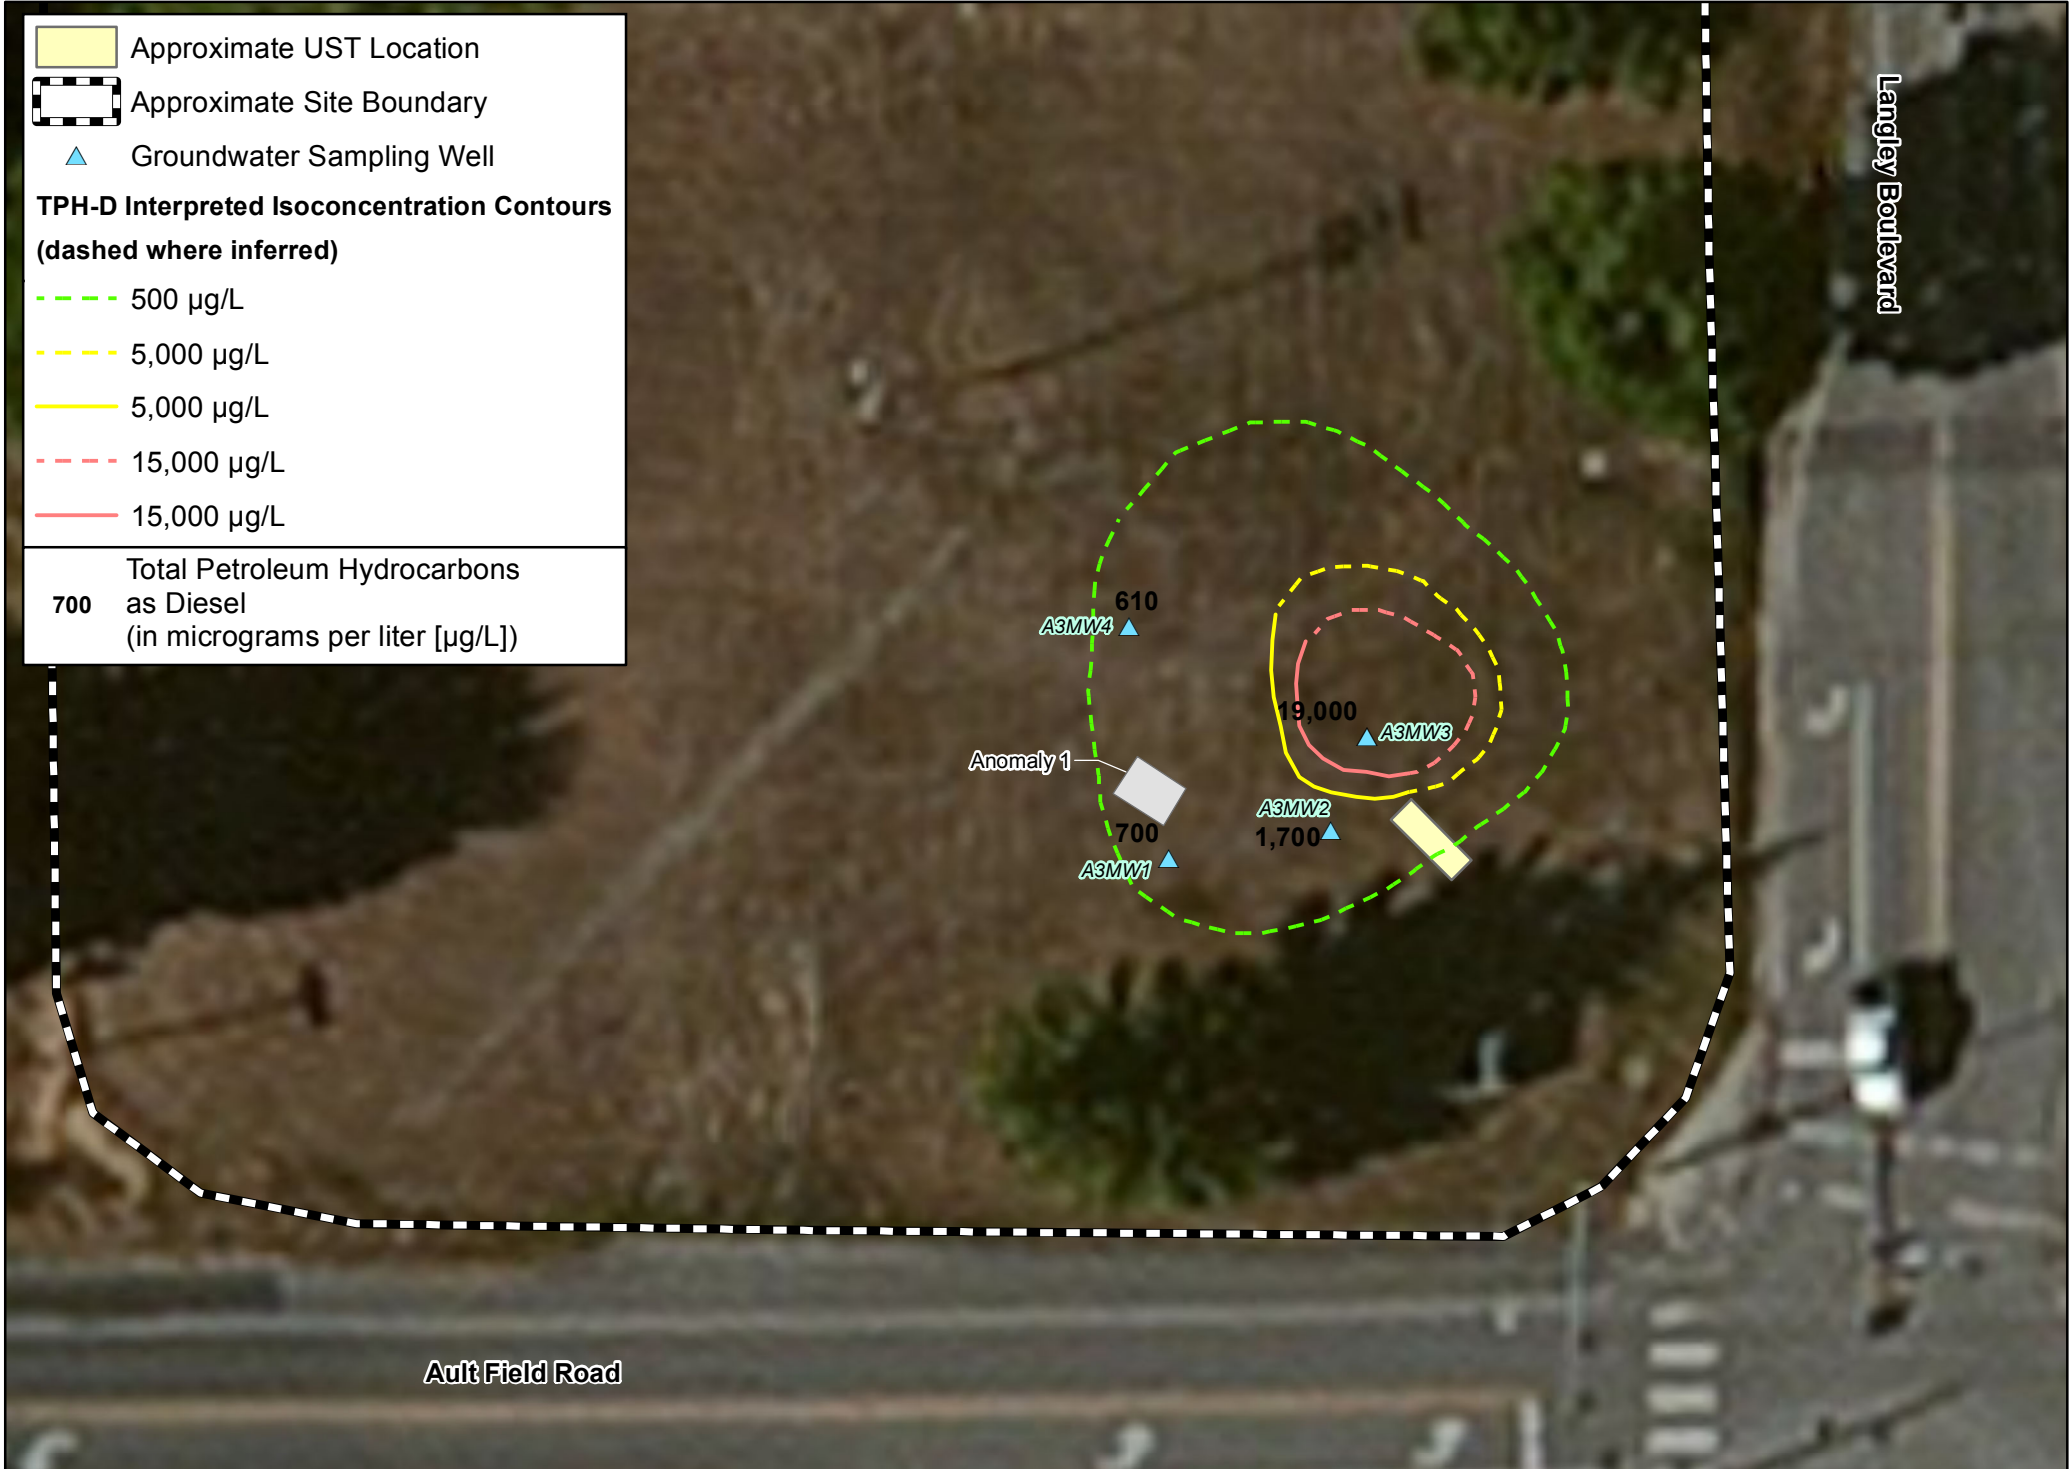 Approximate UST Location
Approximate Site Boundary
Groundwater Sampling Well
TPH-D Interpreted Isoconcentration Contours
(dashed where inferred)
500 µg/L
5,000 µg/L
5,000 µg/L
15,000 µg/L
15,000 µg/L
700
Total Petroleum Hydrocarbons
as Diesel
(in micrograms per liter [µg/L])
Langley Boulevard
610
A3MW4
19,000
A3MW3
Anomaly 1
A3MW2
1,700
700
A3MW1
Ault Field Road